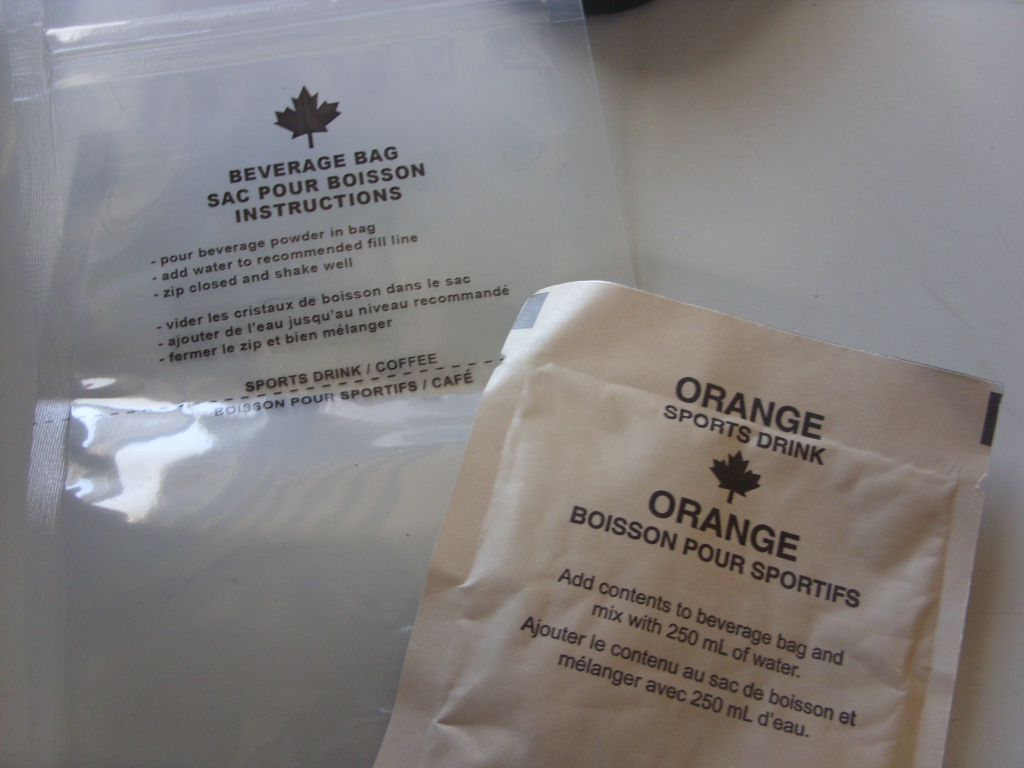 BEVERAGE BAG
SAC POUR BOISSON
INSTRUCTIONS
- pour beverage powder in bag
- add water to recommended fill line
- zip closed and shake well
- vider les cristaux de boisson dans le sac
- ajouter de l'eau jusqu'au niveau recommandé
- fermer le zip et bien mélanger
SPORTS DRINK / COFFEE
BOISSON POUR SPORTIFS / CAFÉ
ORANGE
SPORTS DRINK
ORANGE
BOISSON POUR SPORTIFS
Add contents to beverage bag and
mix with 250 mL of water.
Ajouter le contenu au sac de boisson et
mélanger avec 250 mL d'eau.